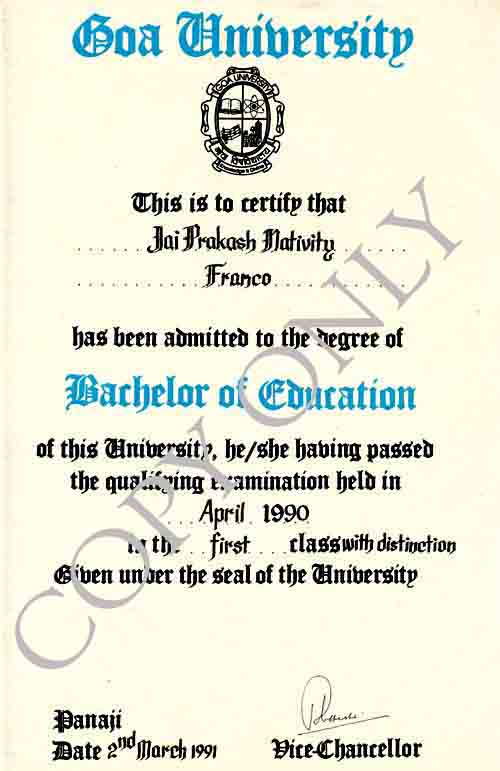 Goa University
GOA UNIVERSITY
गोंय विद्यापीठ
Knowledge is Divine
This is to certify that
Jai Prakash Nativity
Franco
has been admitted to the degree of
Bachelor of Education
of this University, he/she having passed
the qualifying examination held in
April 1990
in the first class with distinction
Given under the seal of the University
Panaji
Date 2nd March 1991
Vice-Chancellor
COPY ONLY